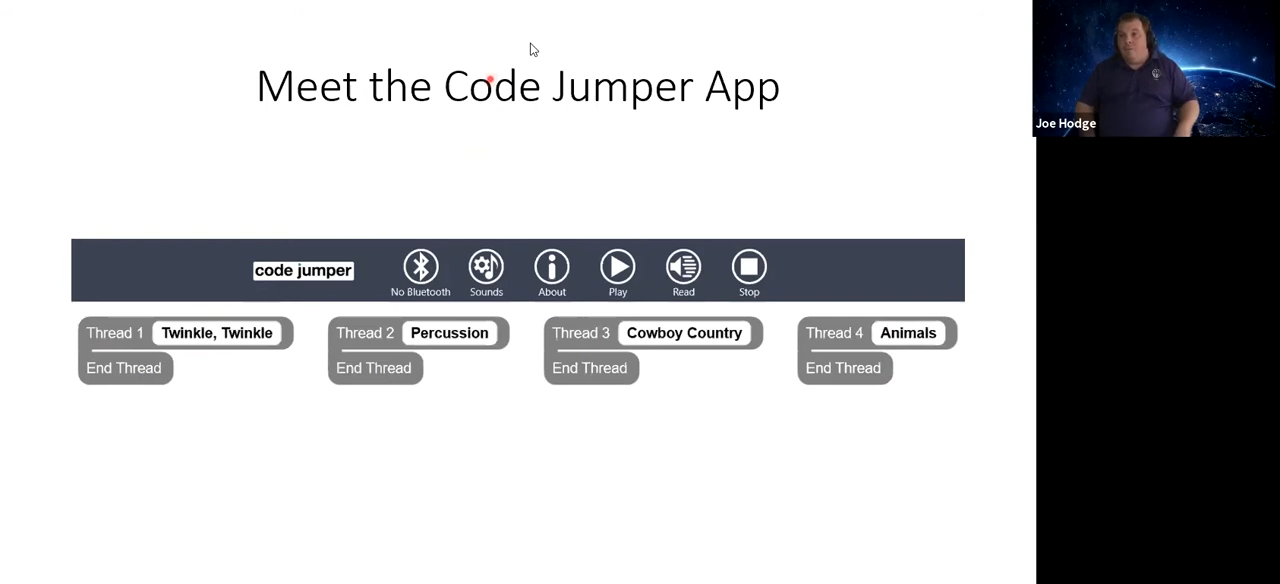 Meet the Code Jumper App
Joe Hodge
code jumper
No Bluetooth Sounds About Play Read Stop
Thread 1 Twinkle, Twinkle Thread 2 Percussion Thread 3 Cowboy Country Thread 4 Animals
End Thread End Thread End Thread End Thread